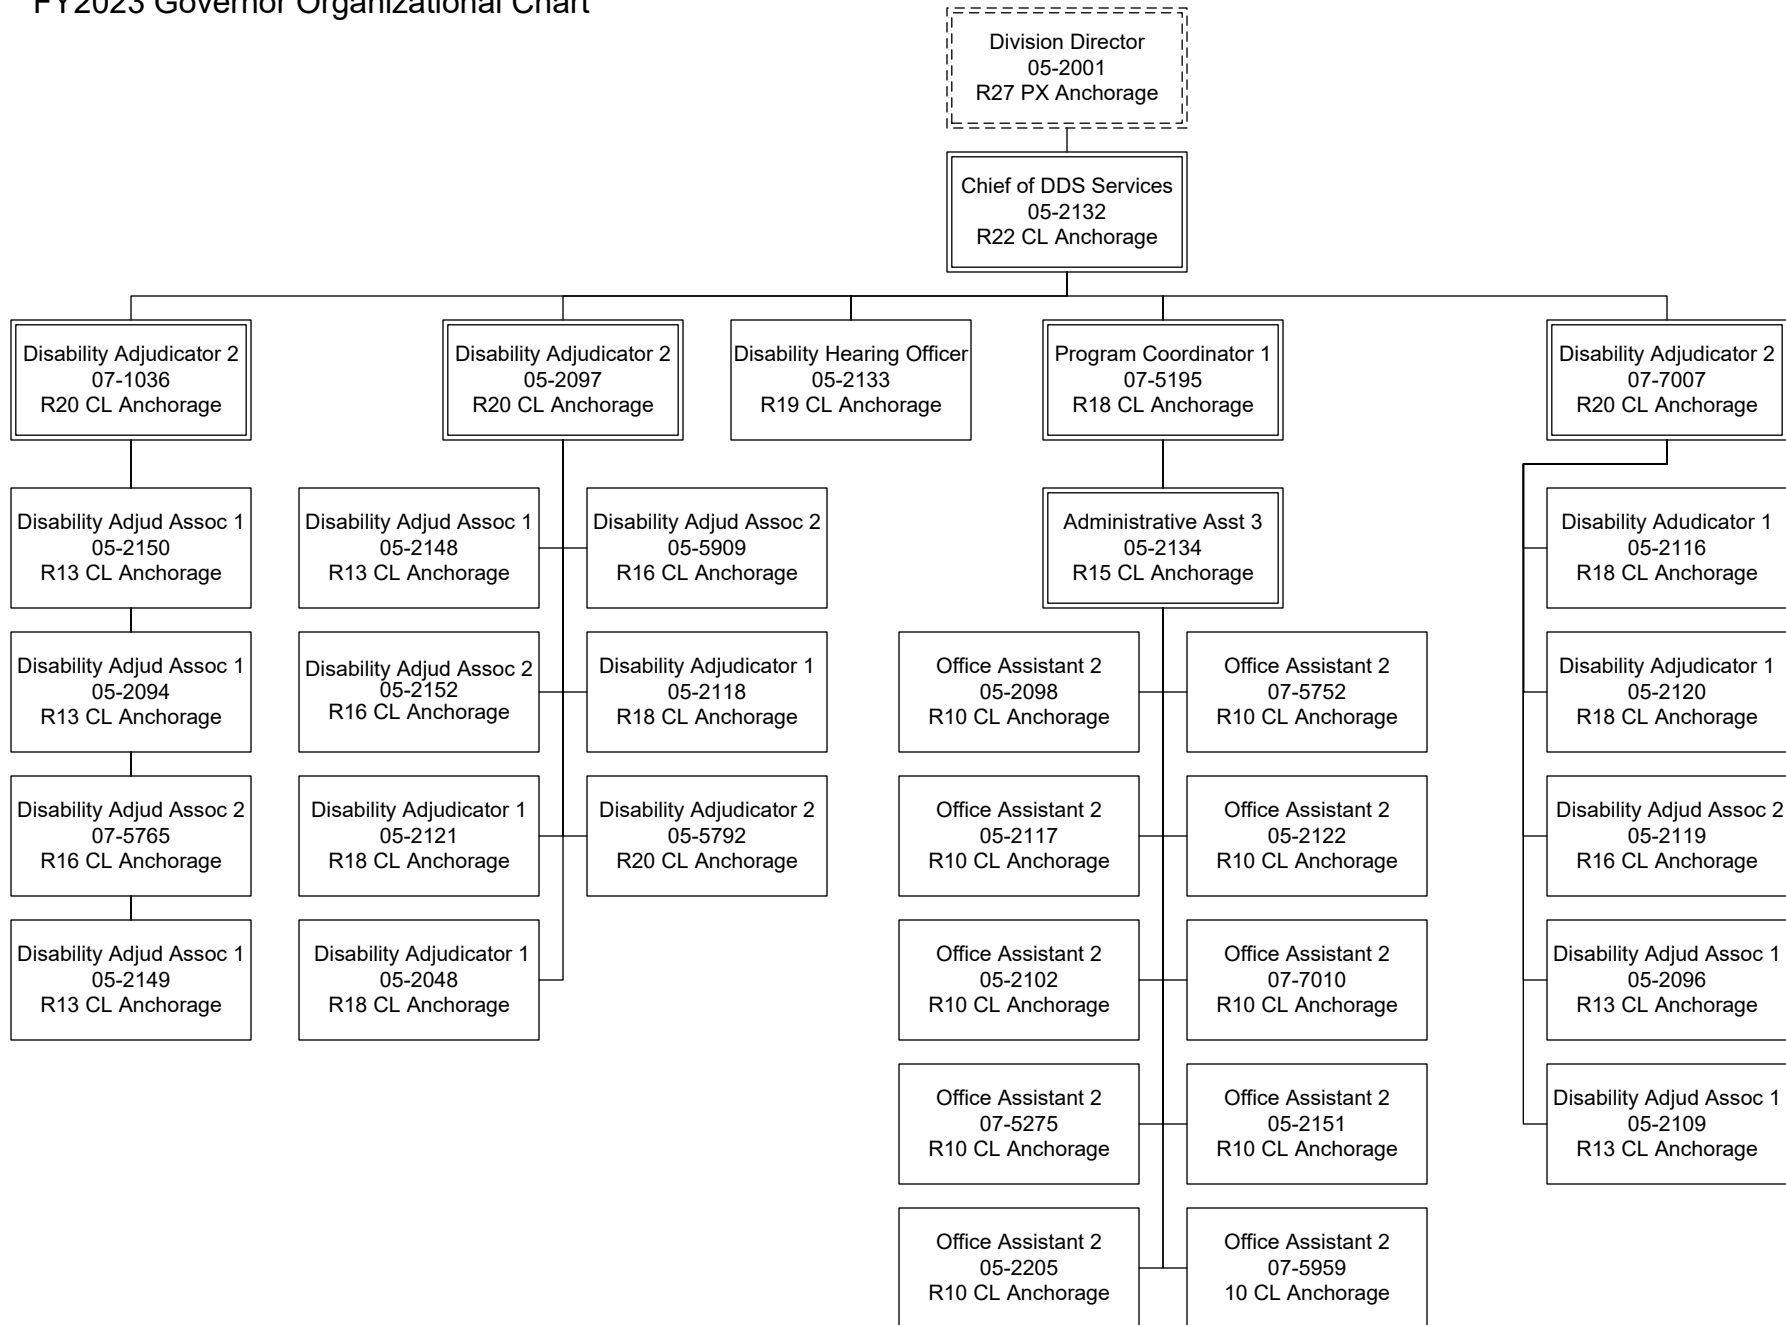 FY2023 Governor Organizational Chart
Division Director
05-2001
R27 PX Anchorage
Chief of DDS Services
05-2132
R22 CL Anchorage
Disability Adjudicator 2
07-1036
R20 CL Anchorage
Disability Adjudicator 2
05-2097
R20 CL Anchorage
Disability Hearing Officer
05-2133
R19 CL Anchorage
Program Coordinator 1
07-5195
R18 CL Anchorage
Disability Adjudicator 2
07-7007
R20 CL Anchorage
Disability Adjud Assoc 1
05-2150
R13 CL Anchorage
Disability Adjud Assoc 1
05-2148
R13 CL Anchorage
Disability Adjud Assoc 2
05-5909
R16 CL Anchorage
Administrative Asst 3
05-2134
R15 CL Anchorage
Disability Adudicator 1
05-2116
R18 CL Anchorage
Disability Adjud Assoc 1
05-2094
R13 CL Anchorage
Disability Adjud Assoc 2
05-2152
R16 CL Anchorage
Disability Adjudicator 1
05-2118
R18 CL Anchorage
Office Assistant 2
05-2098
R10 CL Anchorage
Office Assistant 2
07-5752
R10 CL Anchorage
Disability Adjudicator 1
05-2120
R18 CL Anchorage
Disability Adjud Assoc 2
07-5765
R16 CL Anchorage
Disability Adjudicator 1
05-2121
R18 CL Anchorage
Disability Adjudicator 2
05-5792
R20 CL Anchorage
Office Assistant 2
05-2117
R10 CL Anchorage
Office Assistant 2
05-2122
R10 CL Anchorage
Disability Adjud Assoc 2
05-2119
R16 CL Anchorage
Disability Adjud Assoc 1
05-2149
R13 CL Anchorage
Disability Adjudicator 1
05-2048
R18 CL Anchorage
Office Assistant 2
05-2102
R10 CL Anchorage
Office Assistant 2
07-7010
R10 CL Anchorage
Disability Adjud Assoc 1
05-2096
R13 CL Anchorage
Office Assistant 2
07-5275
R10 CL Anchorage
Office Assistant 2
05-2151
R10 CL Anchorage
Disability Adjud Assoc 1
05-2109
R13 CL Anchorage
Office Assistant 2
05-2205
R10 CL Anchorage
Office Assistant 2
07-5959
10 CL Anchorage